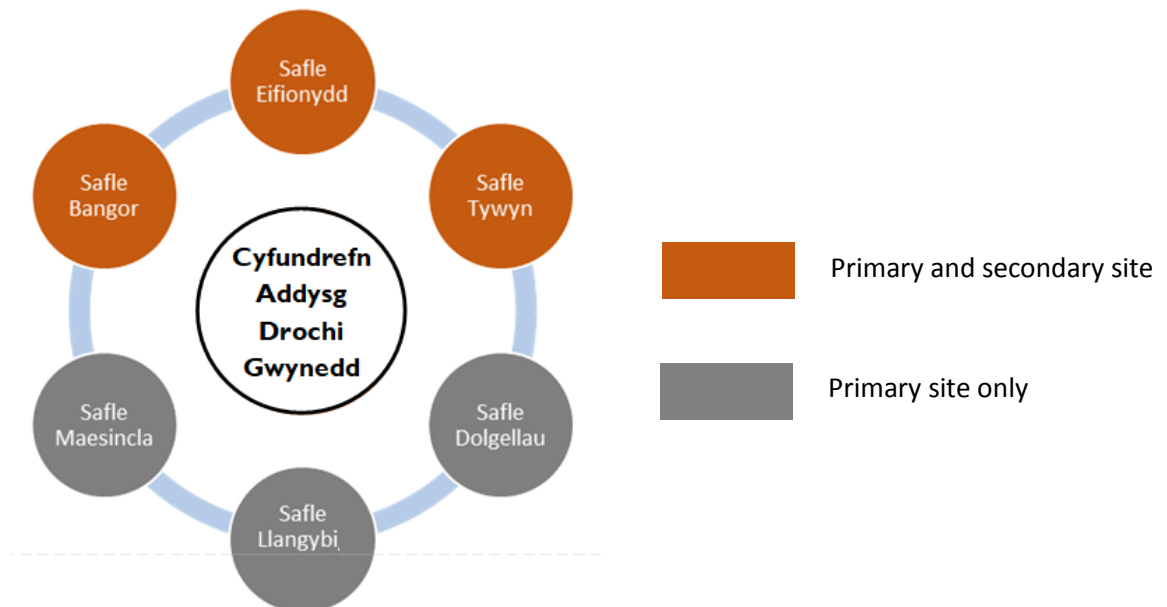 Safle
Eifionydd
Safle
Bangor
Safle
Tywyn
Cyfundrefn
Addysg
Drochi
Gwynedd
Safle
Maesincla
Safle
Dolgellau
Safle
Llangybi
Primary and secondary site
Primary site only